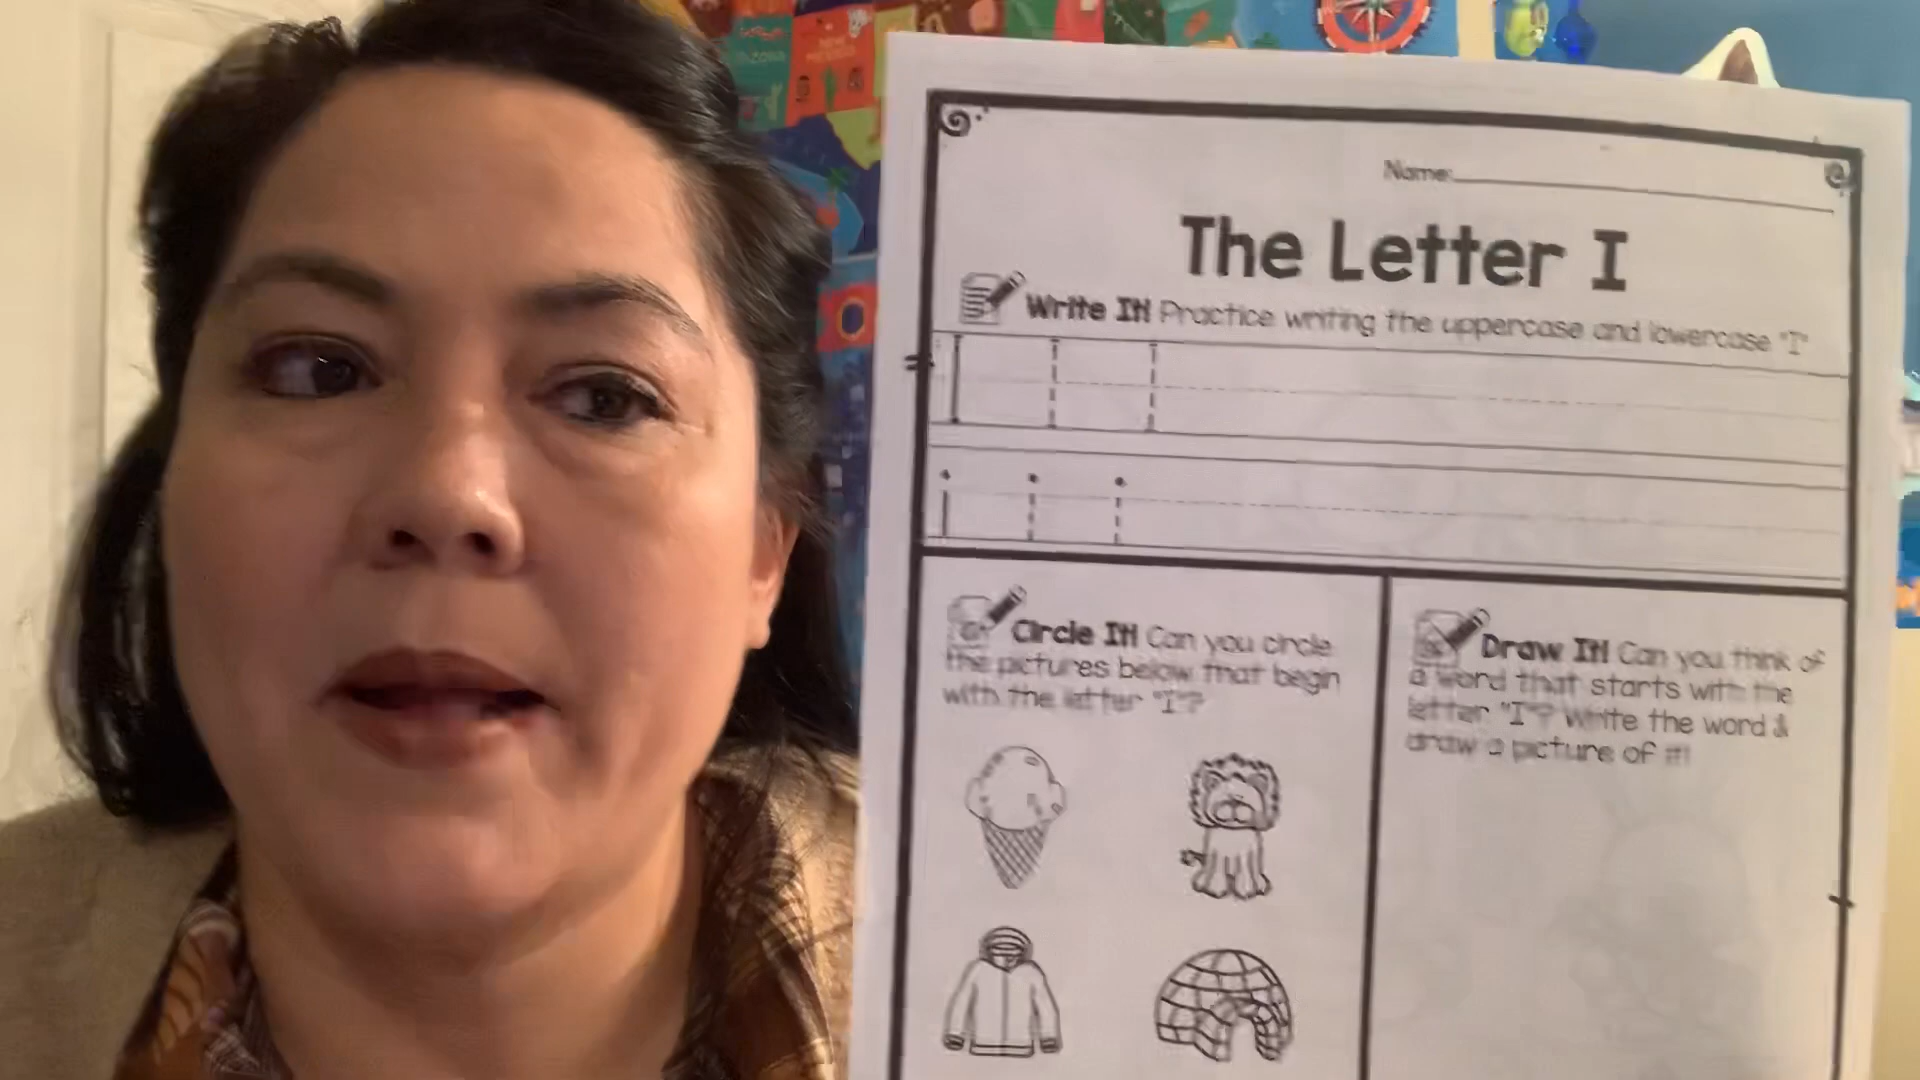 Name:
The Letter I
Write It! Practice writing the uppercase and lowercase "I"
I I I
i i i
Circle It! Can you circle
the pictures below that begin
with the letter "I"?
Draw It! Can you think of
a word that starts with the
letter "I"? Write the word &
draw a picture of it!